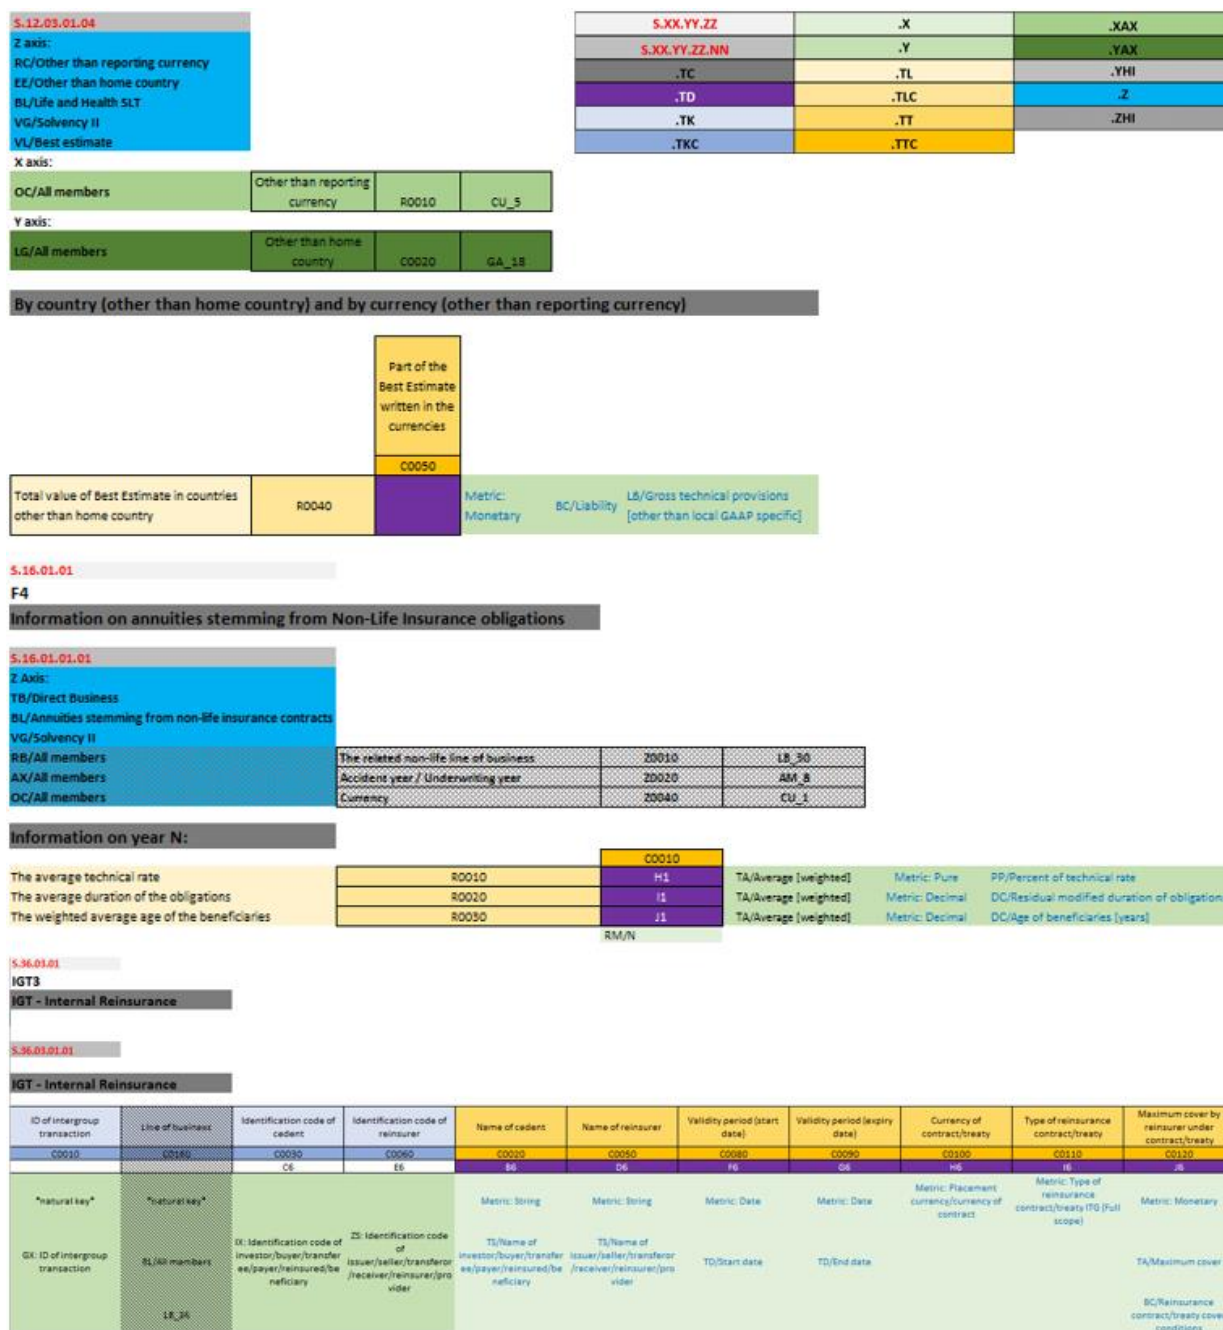 S.12.03.01.04
Z axis:
RC/Other than reporting currency
EE/Other than home country
BL/Life and Health SLT
VG/Solvency II
VL/Best estimate
X axis:
OC/All members Other than reporting currency R0010 CU_5
Y axis:
LG/All members Other than home country C0020 GA_18
S.XX.YY.ZZ .X .XAX
S.XX.YY.ZZ.NN .Y .YAX
.TC .TL .YHI
.TD .TLC .Z
.TK .TT .ZHI
.TKC .TTC
By country (other than home country) and by currency (other than reporting currency)
Part of the
Best Estimate
written in the
currencies
C0050
Total value of Best Estimate in countries
other than home country
R0040
Metric:
Monetary
BC/Liability
LB/Gross technical provisions
[other than local GAAP specific]
S.16.01.01
F4
Information on annuities stemming from Non-Life Insurance obligations
S.16.01.01.01
Z Axis:
TB/Direct Business
BL/Annuities stemming from non-life insurance contracts
VG/Solvency II
RB/All members The related non-life line of business Z0010 LB_30
AX/All members Accident year / Underwriting year Z0020 AM_8
OC/All members Currency Z0040 CU_1
Information on year N:
C0010
The average technical rate R0010 H1 TA/Average [weighted] Metric: Pure PP/Percent of technical rate
The average duration of the obligations R0020 I1 TA/Average [weighted] Metric: Decimal DC/Residual modified duration of obligation
The weighted average age of the beneficiaries R0030 J1 TA/Average [weighted] Metric: Decimal DC/Age of beneficiaries [years]
RM/N
S.36.03.01
IGT3
IGT - Internal Reinsurance
S.36.03.01.01
IGT - Internal Reinsurance
ID of intergroup transaction
Line of business
Identification code of cedent
Identification code of reinsurer
Name of cedent
Name of reinsurer
Validity period (start date)
Validity period (expiry date)
Currency of contract/treaty
Type of reinsurance contract/treaty
Maximum cover by reinsurer under contract/treaty
C0010 C0160 C0030 C0060 C0020 C0050 C0080 C0090 C0100 C0110 C0120
C6 E6 B6 D6 F6 G6 H6 I6 J6
"natural key" "natural key" Metric: String Metric: String Metric: Date Metric: Date
Metric: Placement currency/currency of contract
Metric: Type of reinsurance contract/treaty ITG (Full scope)
Metric: Monetary
GX: ID of intergroup transaction
BL/All members
IX: Identification code of investor/buyer/transferee/payer/reinsured/beneficiary
ZS: Identification code of issuer/seller/transferor/receiver/reinsurer/provider
TS/Name of investor/buyer/transferee/payer/reinsured/beneficiary
TS/Name of issuer/seller/transferor/receiver/reinsurer/provider
TD/Start date
TD/End date
TA/Maximum cover
LB_36
BC/Reinsurance contract/treaty cover conditions